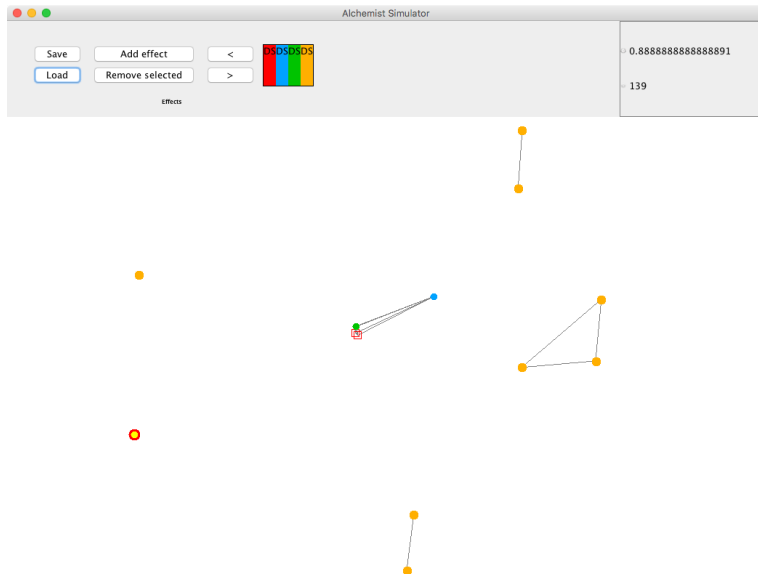 Alchemist Simulator
Save Add effect < DSDSDSDS 0.8888888888888891
Load Remove selected > 139
Effects